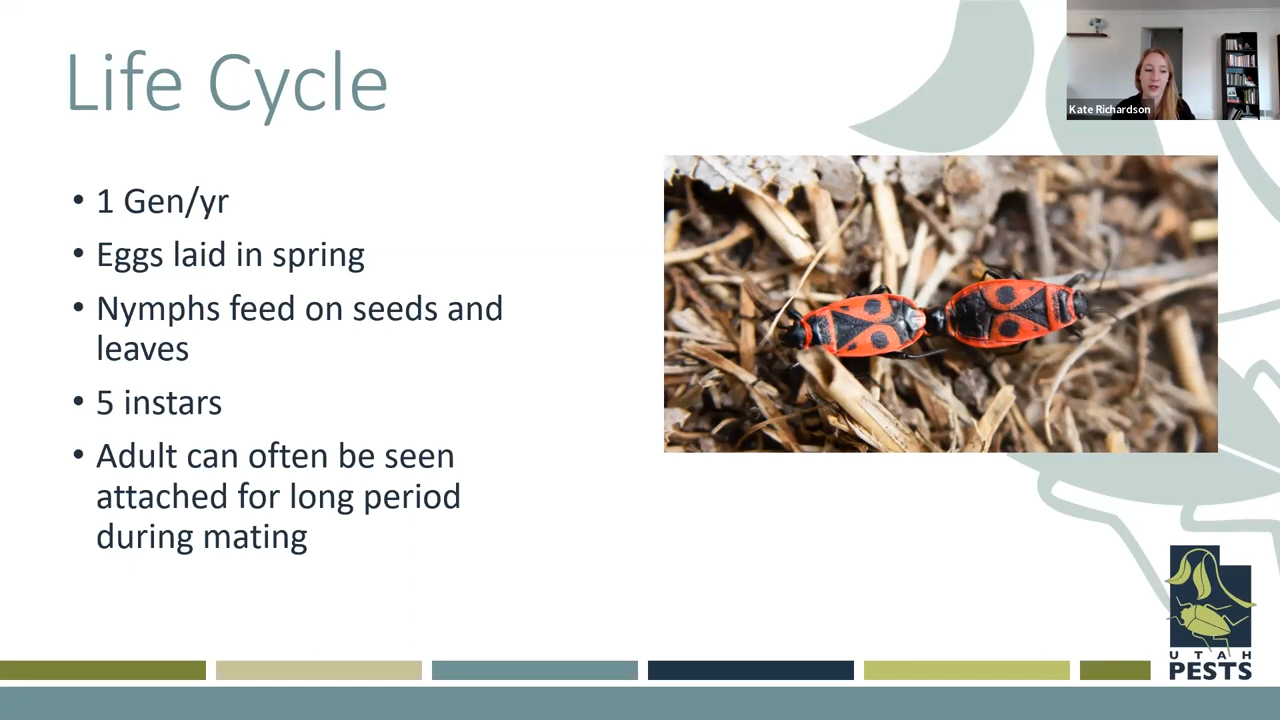 Life Cycle
Kate Richardson
• 1 Gen/yr
• Eggs laid in spring
• Nymphs feed on seeds and
leaves
• 5 instars
• Adult can often be seen
attached for long period
during mating
UTAH
PESTS